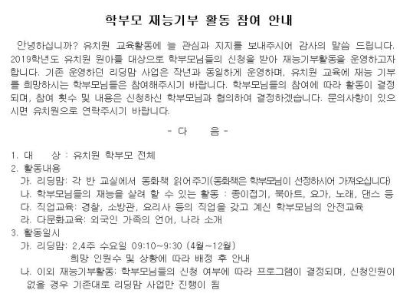 학부모 재능기부 활동 참여 안내
안녕하십니까? 유치원 교육활동에 늘 관심과 지지를 보내주시어 감사의 말씀 드립니다.
2019학년도 유치원 원아를 대상으로 학부모님들의 신청을 받아 재능기부활동을 운영하고자
합니다. 기존 운영하던 리딩맘 사업은 작년과 동일하게 운영하며, 유치원 교육에 재능 기부
를 희망하시는 학부모님들은 참여해주시기 바랍니다. 학부모님들의 참여에 따라 활동이 결정
되며, 참여 횟수 및 내용은 신청하신 학부모님과 협의하여 결정하겠습니다. 문의사항이 있으
시면 유치원으로 연락주시기 바랍니다.
- 다 음 -
1. 대 상 : 유치원 학부모 전체
2. 활동내용
가. 리딩맘: 각 반 교실에서 동화책 읽어주기(동화책은 학부모님이 선정하시어 가져오십니다)
나. 학부모님들의 재능을 살려 할 수 있는 활동 : 종이접기, 북아트, 요가, 노래, 댄스 등
다. 직업교육: 경찰, 소방관, 요리사 등의 직업을 갖고 계신 학부모님의 안전교육
라. 다문화교육: 외국인 가족의 언어, 나라 소개
3. 활동일시
가. 리딩맘: 2,4주 수요일 09:10~9:30 (4월~12월)
희망 인원수 및 상황에 따라 배정 후 안내
나. 이외 재능기부활동: 학부모님들의 신청 여부에 따라 프로그램이 결정되며, 신청인원이
없을 경우 기존대로 리딩맘 사업만 진행이 됨